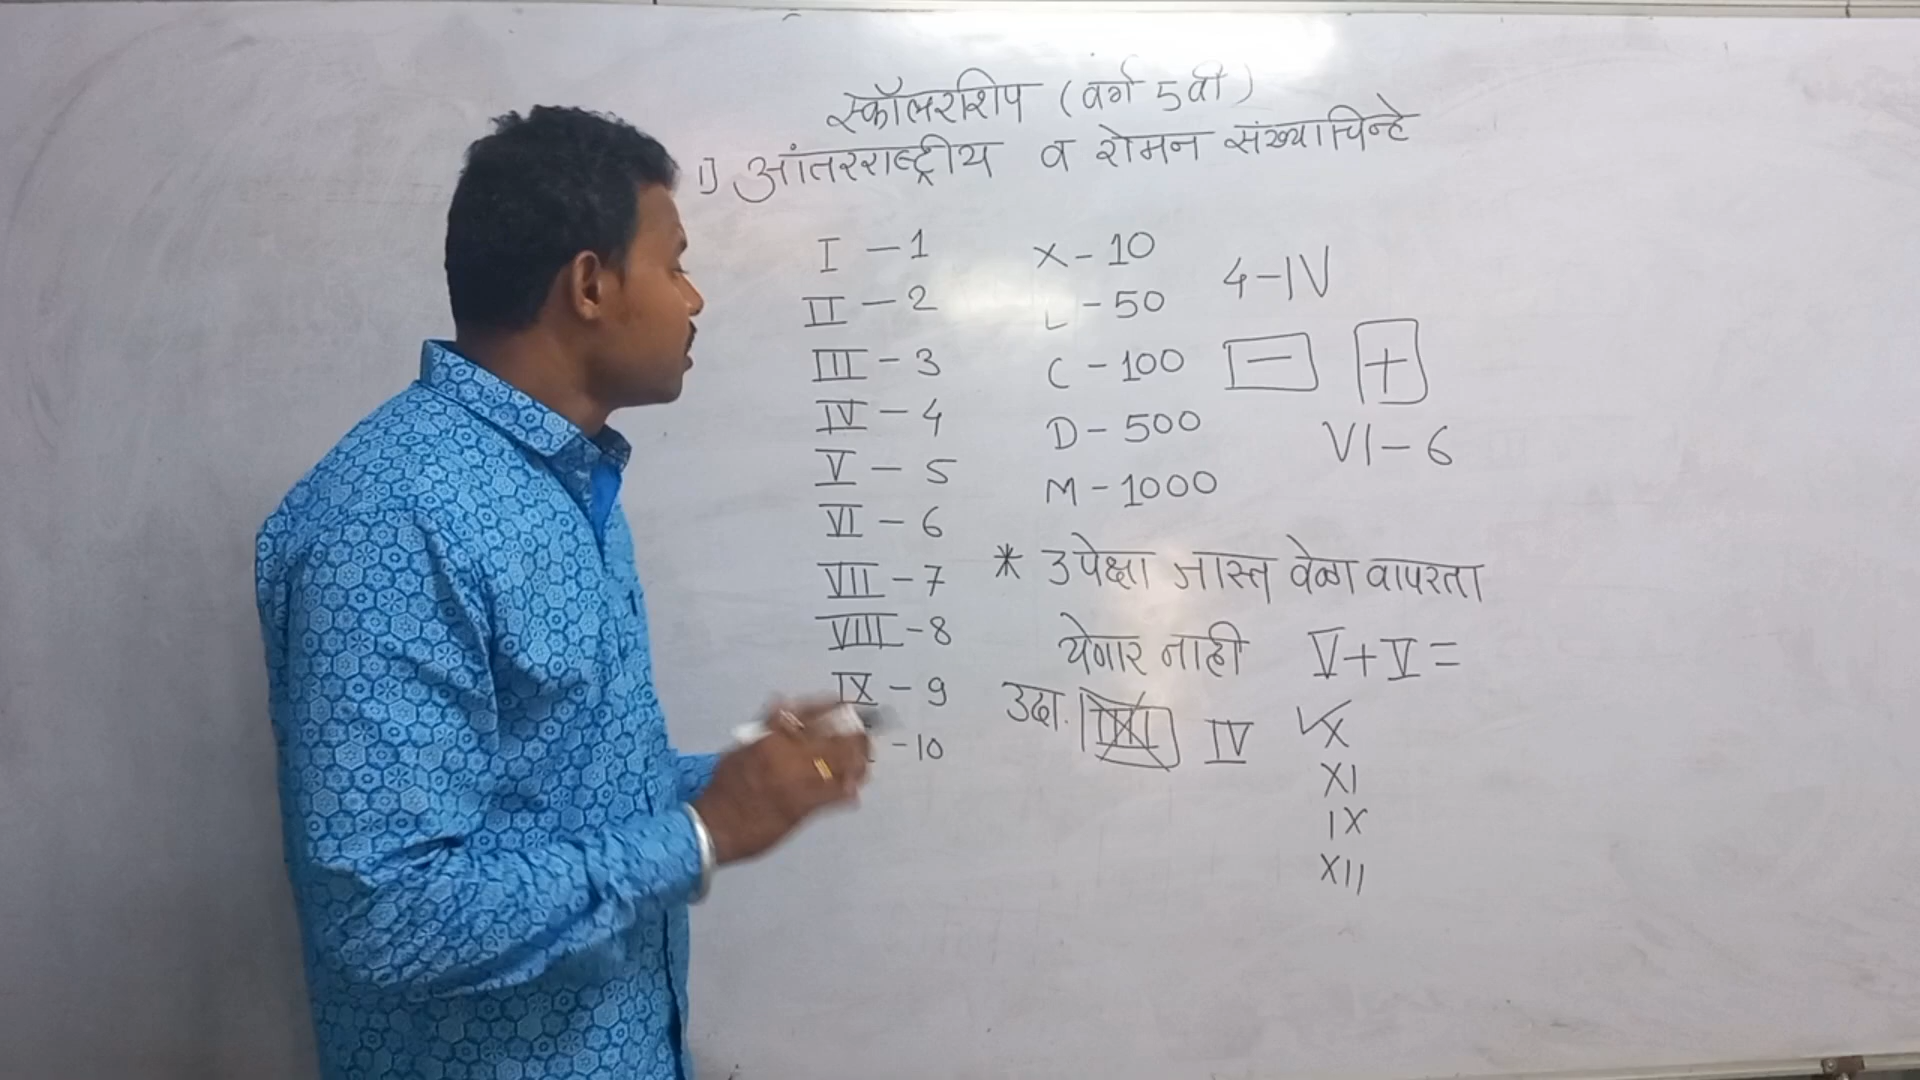 स्कॉलरशिप (वर्ग 5 वी)
1) आंतरराष्ट्रीय व रोमन संख्याचिन्हे
I - 1
II - 2
III - 3
IV - 4
V - 5
VI - 6
VII - 7
VIII - 8
IX - 9
- 10
X - 10
L - 50
C - 100
D - 500
M - 1000
4 - IV
−
+
VI - 6
* उपेक्षा जास्त वेळा वापरता
येणार नाही
उदा. IIII IV
V + V =
✓ X
XI
IX
XII